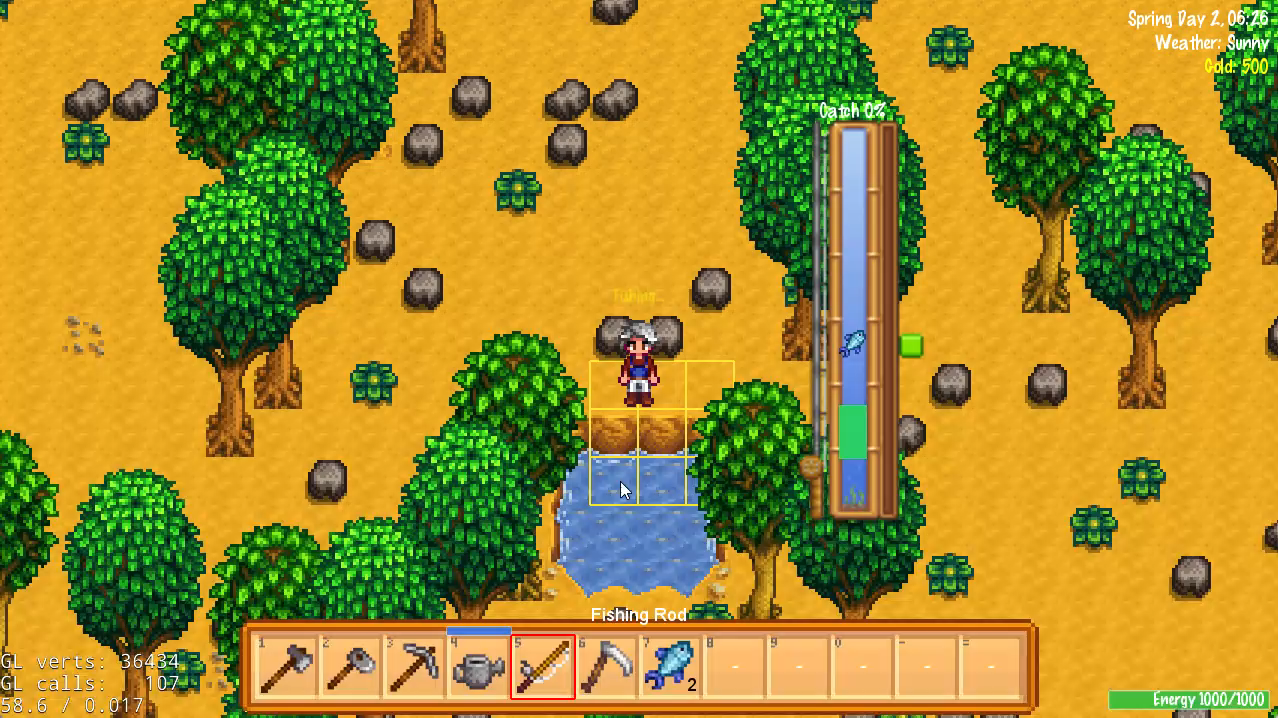 Spring Day 2, 06:26
Weather: Sunny
Gold: 500
Catch 0%
Fishing Rod
1 2 3 4 5 6 7 8 9 0 - =
2
GL verts: 36434
GL calls: 107
58.6 / 0.017
Energy 1000/1000